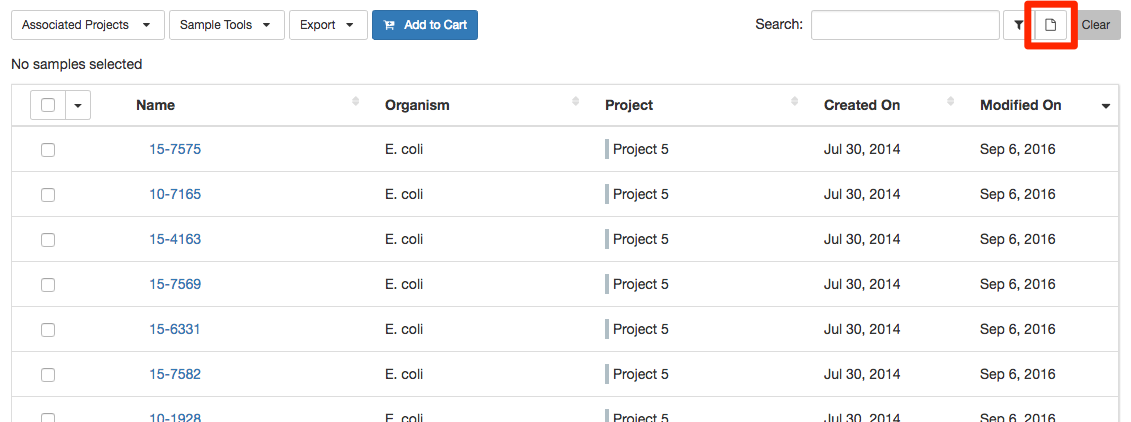 Associated Projects Sample Tools Export Add to Cart Search: Clear
No samples selected
Name Organism Project Created On Modified On
15-7575 E. coli Project 5 Jul 30, 2014 Sep 6, 2016
10-7165 E. coli Project 5 Jul 30, 2014 Sep 6, 2016
15-4163 E. coli Project 5 Jul 30, 2014 Sep 6, 2016
15-7569 E. coli Project 5 Jul 30, 2014 Sep 6, 2016
15-6331 E. coli Project 5 Jul 30, 2014 Sep 6, 2016
15-7582 E. coli Project 5 Jul 30, 2014 Sep 6, 2016
10-1928 E. coli Project 5 Jul 30, 2014 Sep 6, 2016